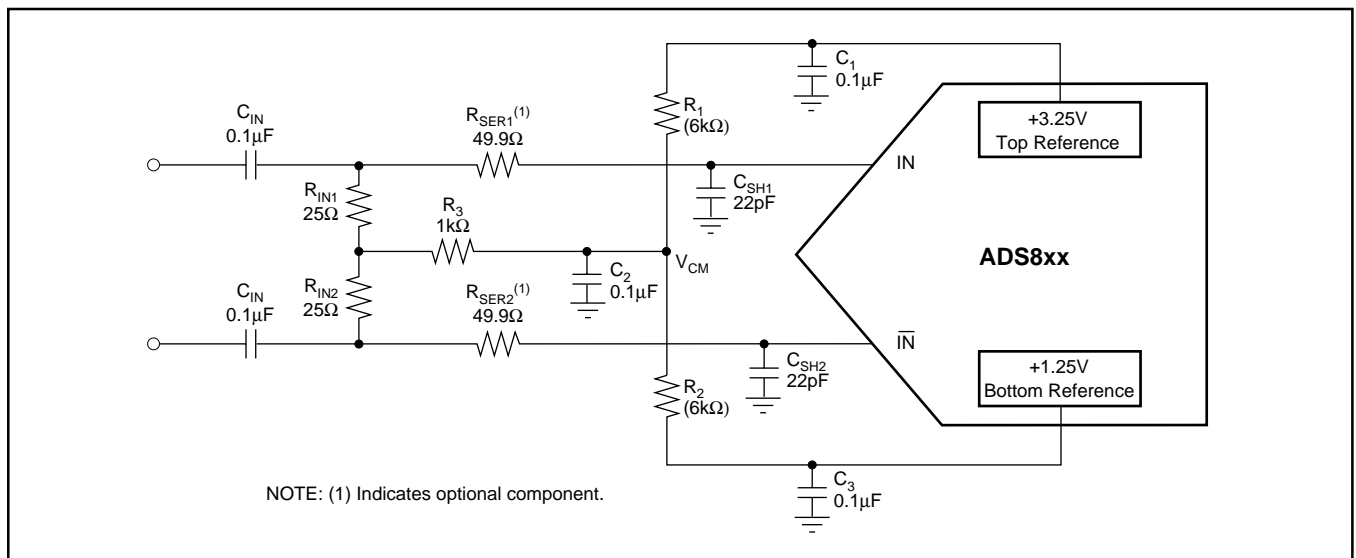 C1
0.1µF
+3.25V
Top Reference
R1
(6kΩ)
CIN
0.1µF
RSER1(1)
49.9Ω
IN
CSH1
22pF
RIN1
25Ω
R3
1kΩ
VCM
ADS8xx
C2
0.1µF
RIN2
25Ω
CIN
0.1µF
RSER2(1)
49.9Ω
I̅N̅
CSH2
22pF
+1.25V
Bottom Reference
R2
(6kΩ)
C3
0.1µF
NOTE: (1) Indicates optional component.